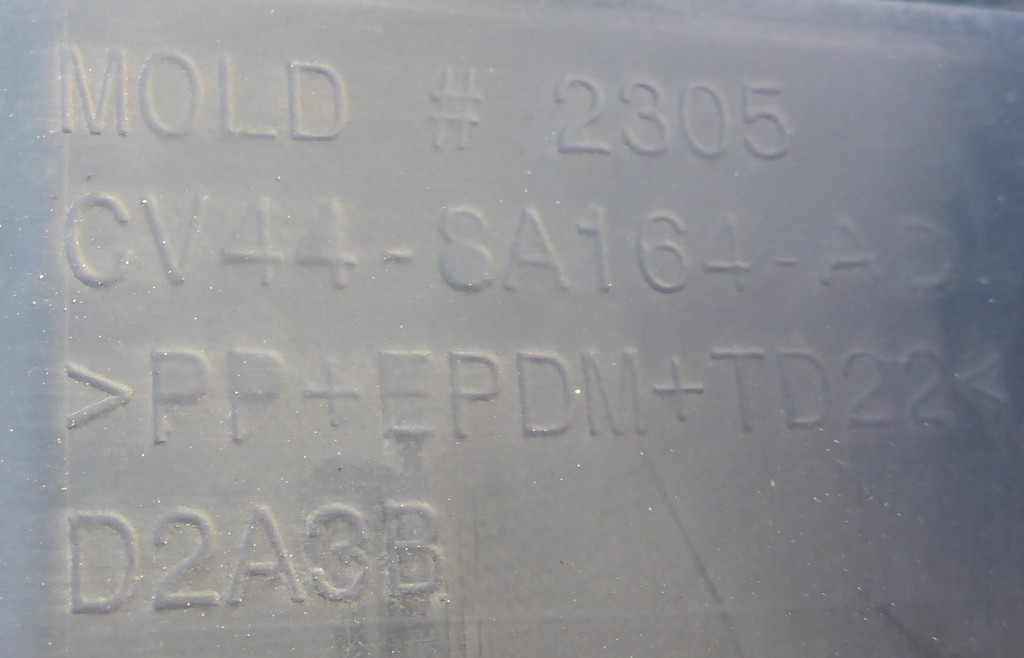 MOLD # 2305
CV44-8A164-AD
>PP+EPDM+TD22<
D2A3B